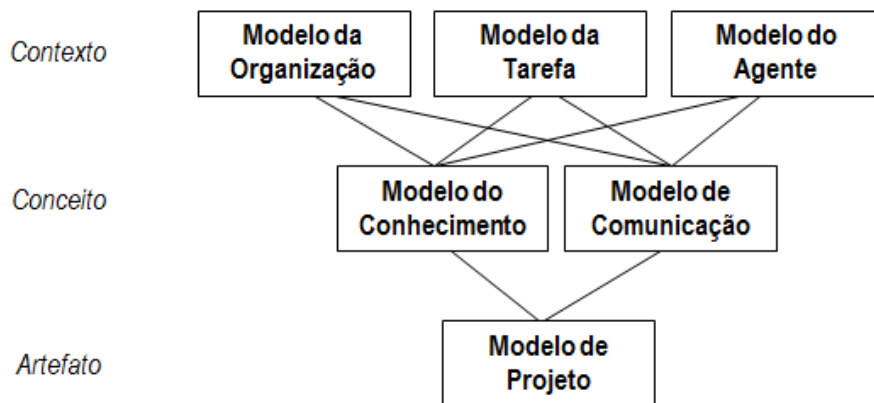 Contexto
Modelo da
Organização
Modelo da
Tarefa
Modelo do
Agente
Conceito
Modelo do
Conhecimento
Modelo de
Comunicação
Artefato
Modelo de
Projeto